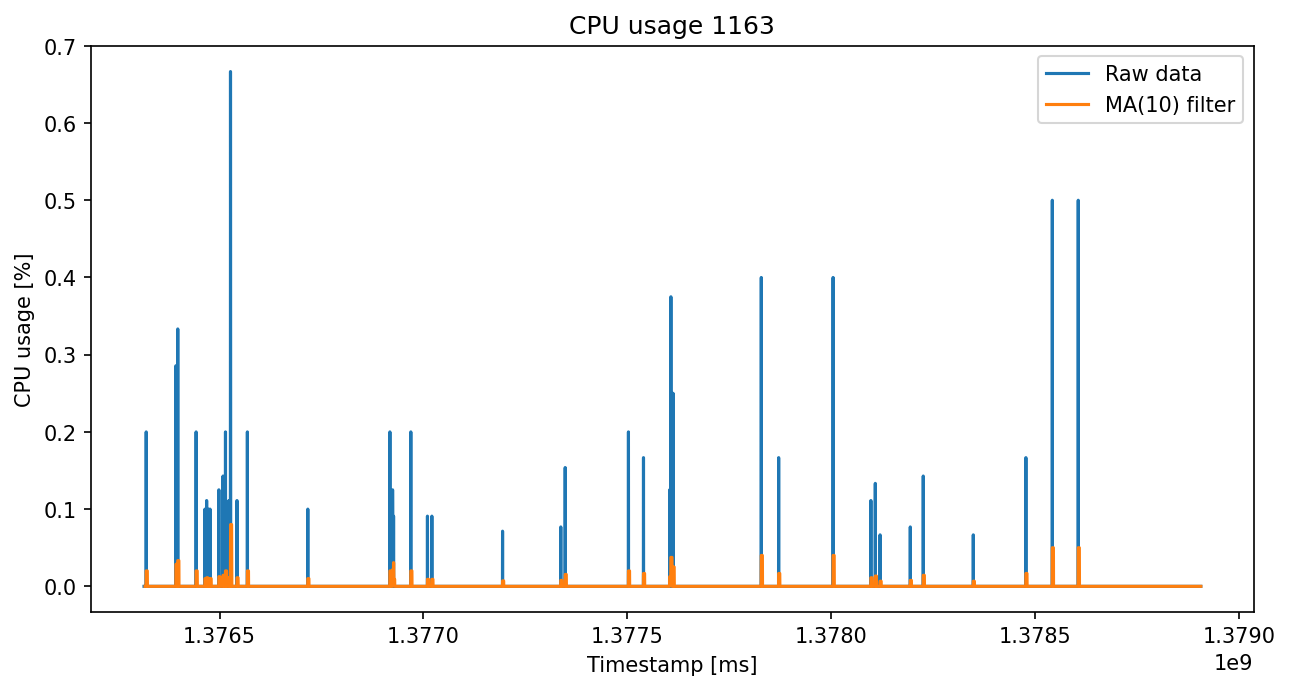 CPU usage 1163
Raw data
MA(10) filter
CPU usage [%]
0.7
0.6
0.5
0.4
0.3
0.2
0.1
0.0
1.3765 1.3770 1.3775 1.3780 1.3785 1.3790
1e9
Timestamp [ms]